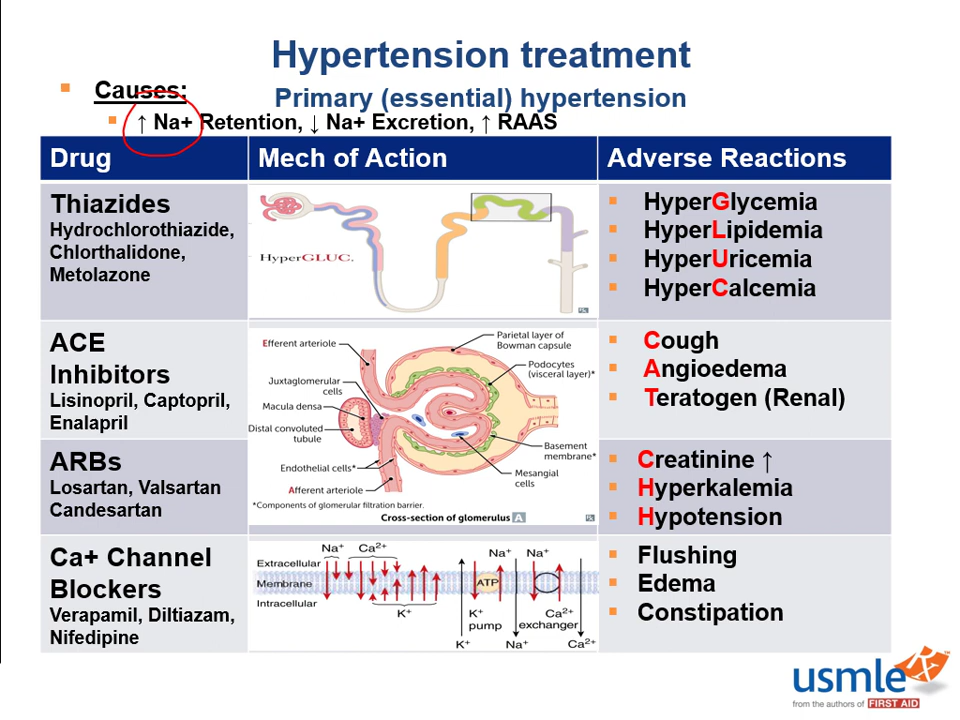 Hypertension treatment
Primary (essential) hypertension
Causes:
↑ Na+ Retention, ↓ Na+ Excretion, ↑ RAAS
Drug
Mech of Action
Adverse Reactions
Thiazides
Hydrochlorothiazide,
Chlorthalidone,
Metolazone
HyperGLUC.
HyperGlycemia
HyperLipidemia
HyperUricemia
HyperCalcemia
ACE
Inhibitors
Lisinopril, Captopril,
Enalapril
Efferent arteriole
Juxtaglomerular
cells
Macula densa
Distal convoluted
tubule
Endothelial cells*
Afferent arteriole
Parietal layer of
Bowman capsule
Podocytes
(visceral layer)*
Basement
membrane*
Mesangial
cells
*Components of glomerular filtration barrier.
Cross-section of glomerulus A
Cough
Angioedema
Teratogen (Renal)
ARBs
Losartan, Valsartan
Candesartan
Creatinine ↑
Hyperkalemia
Hypotension
Ca+ Channel
Blockers
Verapamil, Diltiazam,
Nifedipine
Na⁺ Ca²⁺ Na⁺ Na⁺
Extracellular
Membrane
Intracellular
ATP
K⁺
K⁺
pump
Ca²⁺
exchanger
K⁺ Na⁺ Ca²⁺
Flushing
Edema
Constipation
usmle Rx
from the authors of FIRST AID